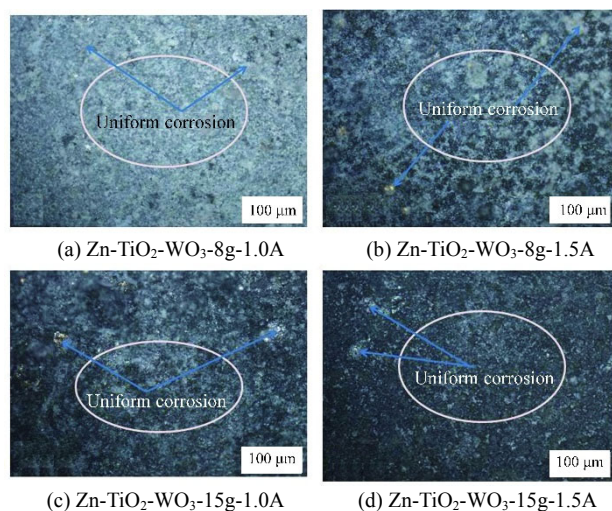 Uniform corrosion
100 μm
(a) Zn-TiO₂-WO₃-8g-1.0A
Uniform corrosion
100 μm
(b) Zn-TiO₂-WO₃-8g-1.5A
Uniform corrosion
100 μm
(c) Zn-TiO₂-WO₃-15g-1.0A
Uniform corrosion
100 μm
(d) Zn-TiO₂-WO₃-15g-1.5A